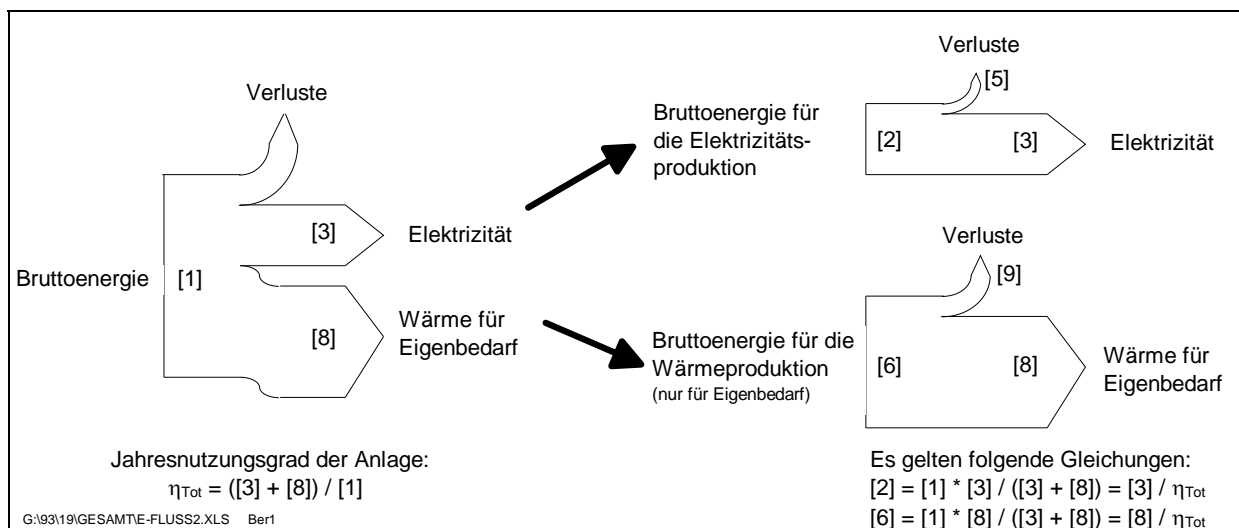 Verluste
Bruttoenergie
[1]
[3]
Elektrizität
[8]
Wärme für
Eigenbedarf
Jahresnutzungsgrad der Anlage:
ηTot = ([3] + [8]) / [1]
G:\93\19\GESAMT\E-FLUSS2.XLS Ber1
Verluste
[5]
Bruttoenergie für
die Elektrizitäts-
produktion
[2]
[3]
Elektrizität
Verluste
[9]
Bruttoenergie für die
Wärmeproduktion
(nur für Eigenbedarf)
[6]
[8]
Wärme für
Eigenbedarf
Es gelten folgende Gleichungen:
[2] = [1] * [3] / ([3] + [8]) = [3] / ηTot
[6] = [1] * [8] / ([3] + [8]) = [8] / ηTot